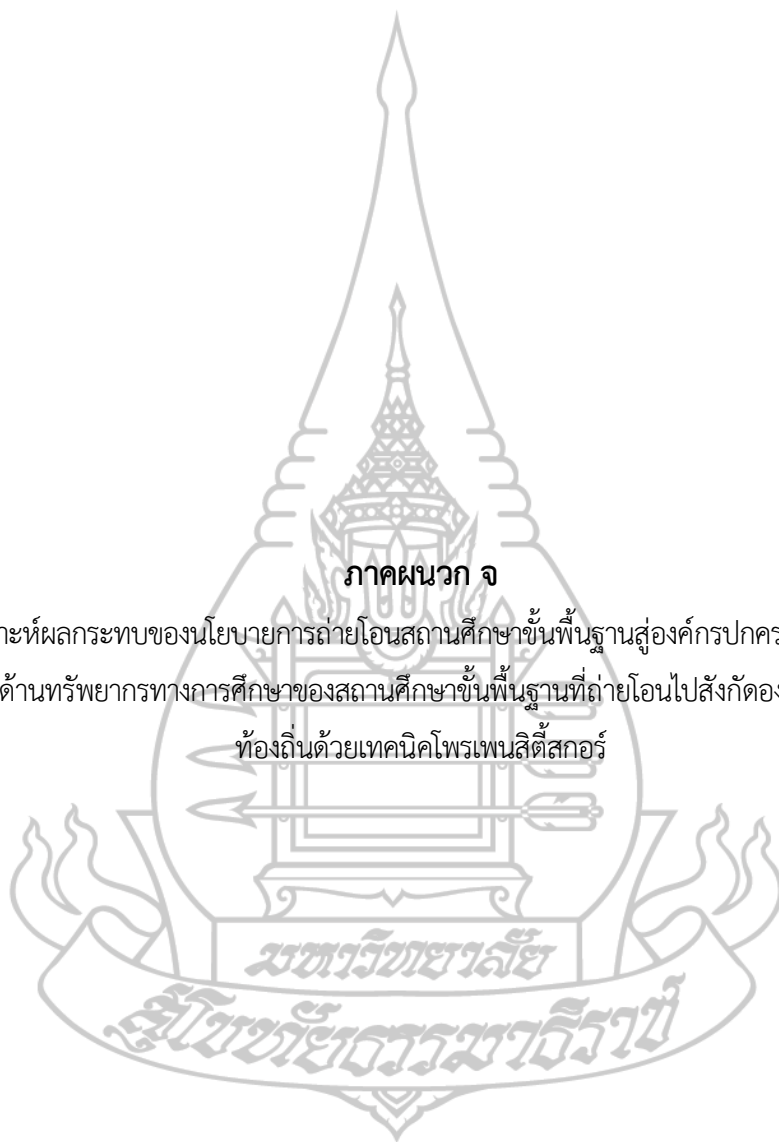 ภาคผนวก จ
าะห์ผลกระทบของนโยบายการถ่ายโอนสถานศึกษาขั้นพื้นฐานสู่องค์กรปกคร
ด้านทรัพยากรทางการศึกษาของสถานศึกษาขั้นพื้นฐานที่ถ่ายโอนไปสังกัดอง
ท้องถิ่นด้วยเทคนิคโพรเพนสิตี้สกอร์
มหาวิทยาลัย
สุโขทัยธรรมาธิราช